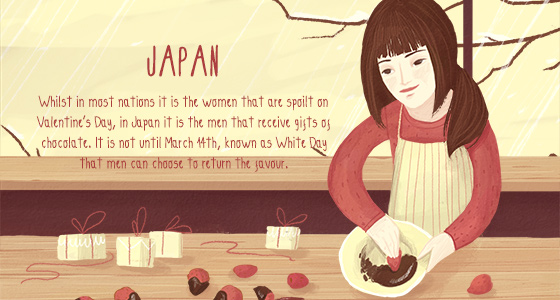 JAPAN
Whilst in most nations it is the women that are spoilt on
Valentine's Day, in Japan it is the men that receive gifts of
chocolate. It is not until March 14th, known as White Day
that men can choose to return the favour.